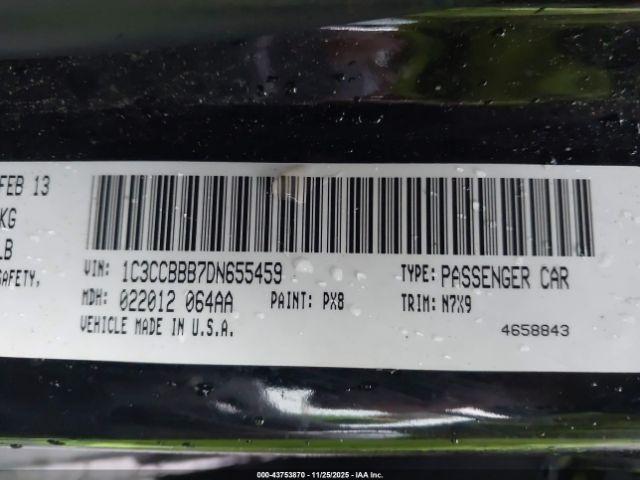 FEB 13
KG
LB
SAFETY,
VIN: 1C3CCBBB7DN655459
TYPE: PASSENGER CAR
MDH: 022012 064AA
PAINT: PX8
TRIM: N7X9
VEHICLE MADE IN U.S.A.
4658843
000-43753870 | 11/25/2025 | IAA Inc.